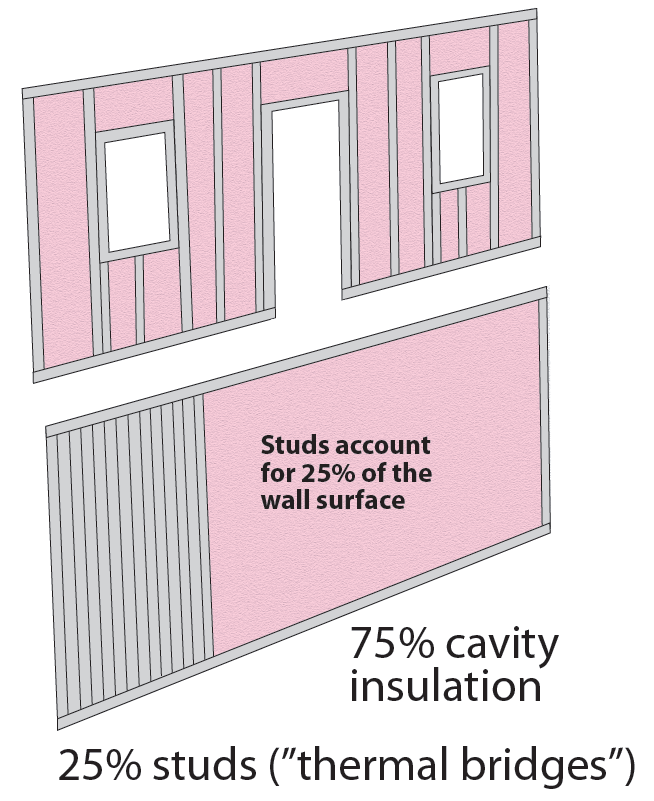 Studs account
for 25% of the
wall surface
75% cavity
insulation
25% studs (”thermal bridges”)